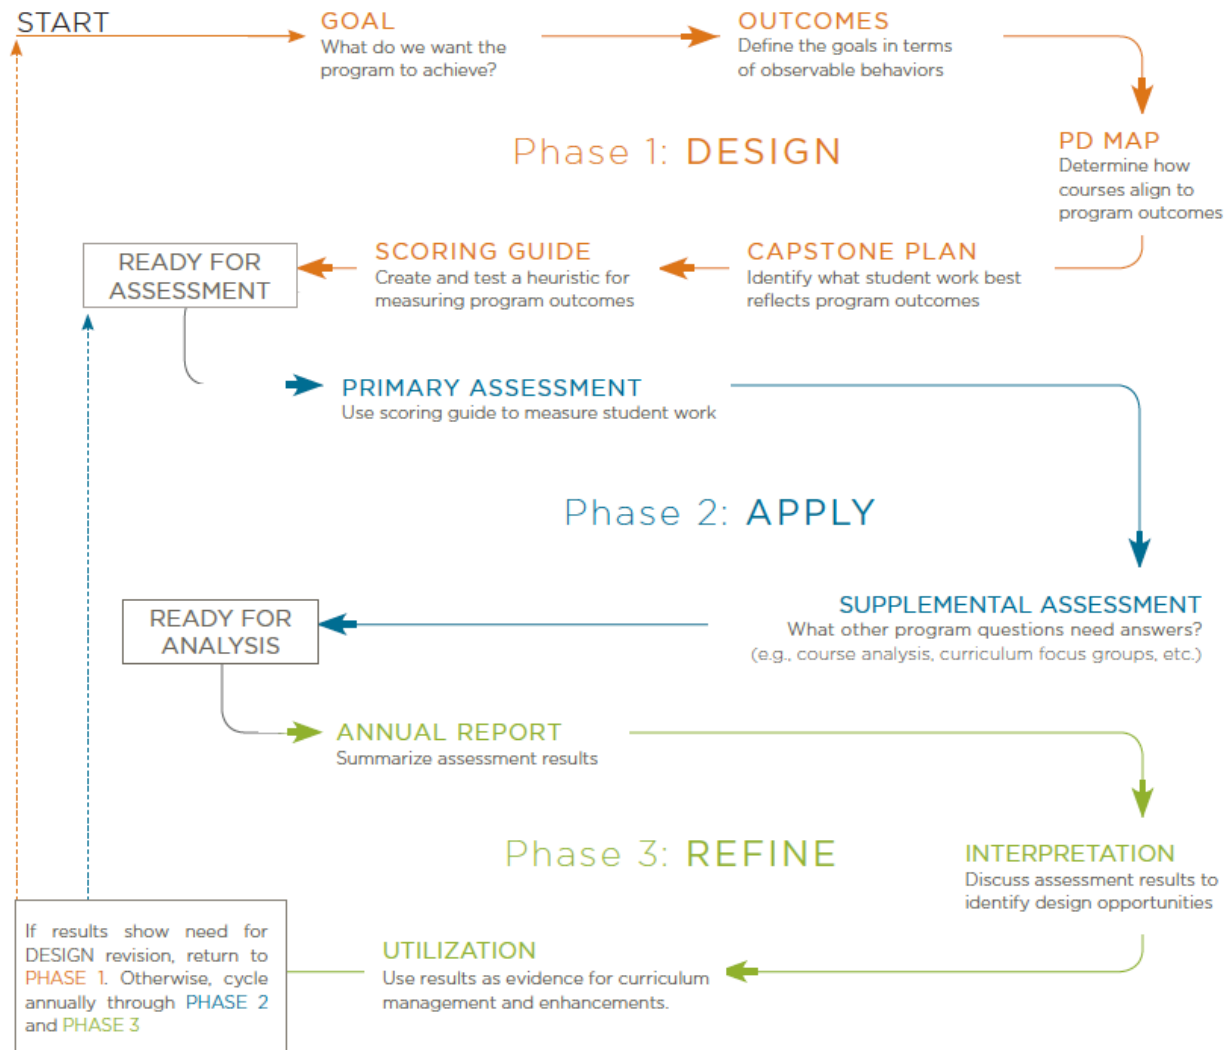 START
GOAL
What do we want the
program to achieve?
OUTCOMES
Define the goals in terms
of observable behaviors
Phase 1: DESIGN
PD MAP
Determine how
courses align to
program outcomes
READY FOR
ASSESSMENT
SCORING GUIDE
Create and test a heuristic for
measuring program outcomes
CAPSTONE PLAN
Identify what student work best
reflects program outcomes
PRIMARY ASSESSMENT
Use scoring guide to measure student work
Phase 2: APPLY
READY FOR
ANALYSIS
SUPPLEMENTAL ASSESSMENT
What other program questions need answers?
(e.g., course analysis, curriculum focus groups, etc.)
ANNUAL REPORT
Summarize assessment results
Phase 3: REFINE
INTERPRETATION
Discuss assessment results to
identify design opportunities
If results show need for
DESIGN revision, return to
PHASE 1. Otherwise, cycle
annually through PHASE 2
and PHASE 3
UTILIZATION
Use results as evidence for curriculum
management and enhancements.